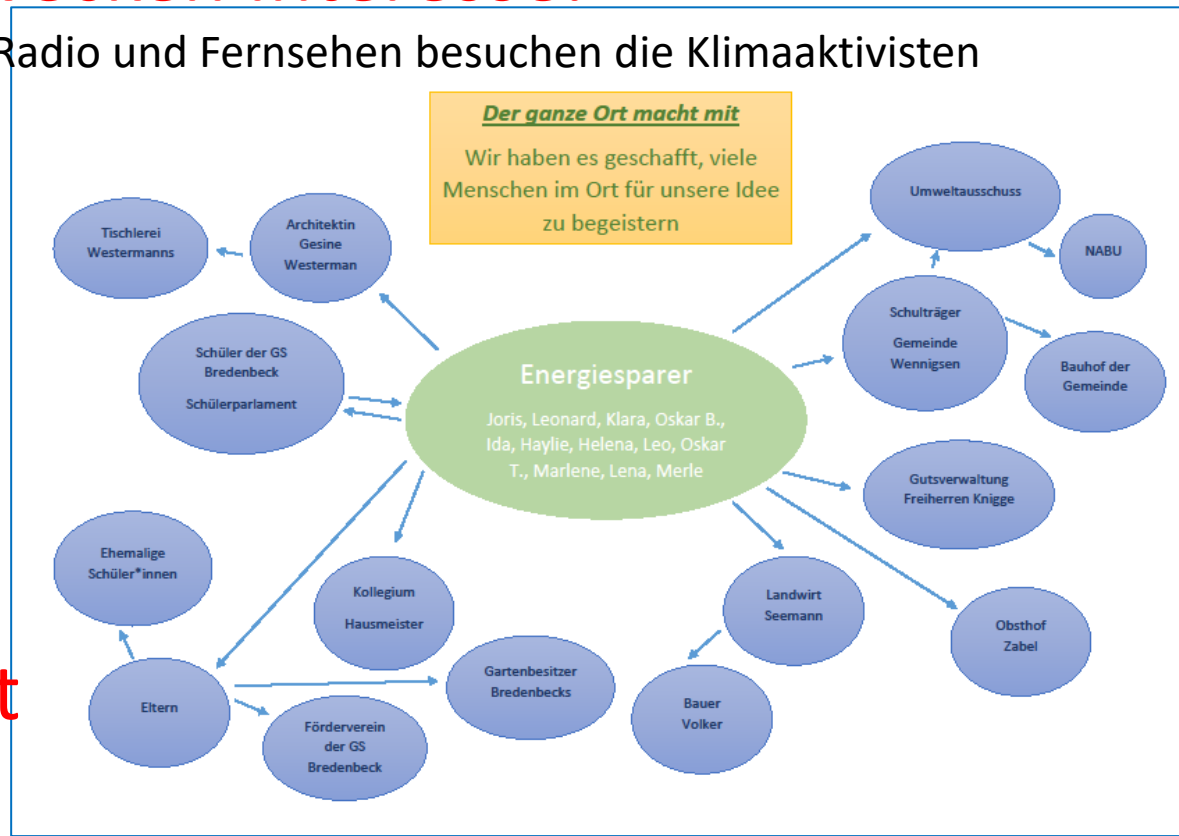 Radio und Fernsehen besuchen die Klimaaktivisten
Der ganze Ort macht mit
Wir haben es geschafft, viele
Menschen im Ort für unsere Idee
zu begeistern
Umweltausschuss
NABU
Tischlerei
Westermanns
Architektin
Gesine
Westerman
Schulträger
Gemeinde
Wennigsen
Bauhof der
Gemeinde
Schüler der GS
Bredenbeck
Schülerparlament
Energiesparer
Joris, Leonard, Klara, Oskar B.,
Ida, Haylie, Helena, Leo, Oskar
T., Marlene, Lena, Merle
Gutsverwaltung
Freiherren Knigge
Ehemalige
Schüler*innen
Kollegium
Hausmeister
Landwirt
Seemann
Obsthof
Zabel
Eltern
Gartenbesitzer
Bredenbecks
Bauer
Volker
Förderverein
der GS
Bredenbeck
t